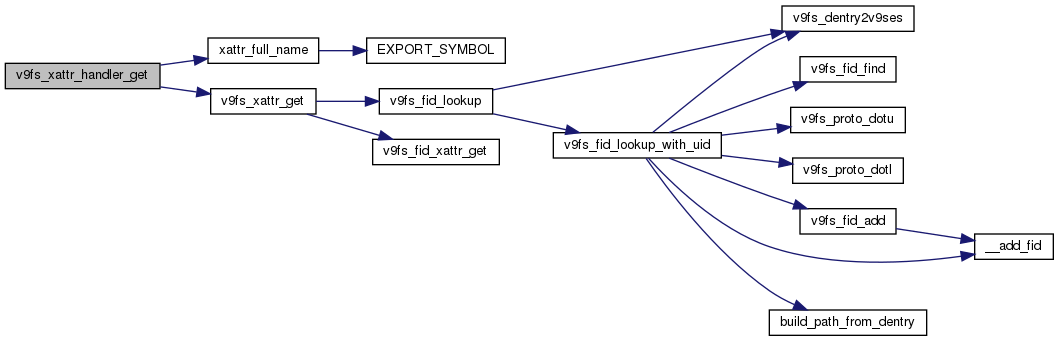 v9fs_xattr_handler_get
xattr_full_name
EXPORT_SYMBOL
v9fs_xattr_get
v9fs_fid_lookup
v9fs_fid_xattr_get
v9fs_dentry2v9ses
v9fs_fid_find
v9fs_proto_dotu
v9fs_fid_lookup_with_uid
v9fs_proto_dotl
v9fs_fid_add
__add_fid
build_path_from_dentry